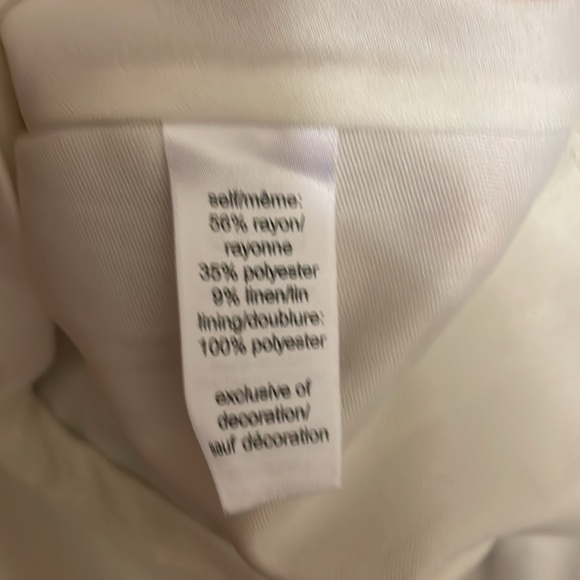 self/même:
56% rayon/
rayonne
35% polyester
9% linen/lin
lining/doublure:
100% polyester
exclusive of
decoration/
sauf décoration